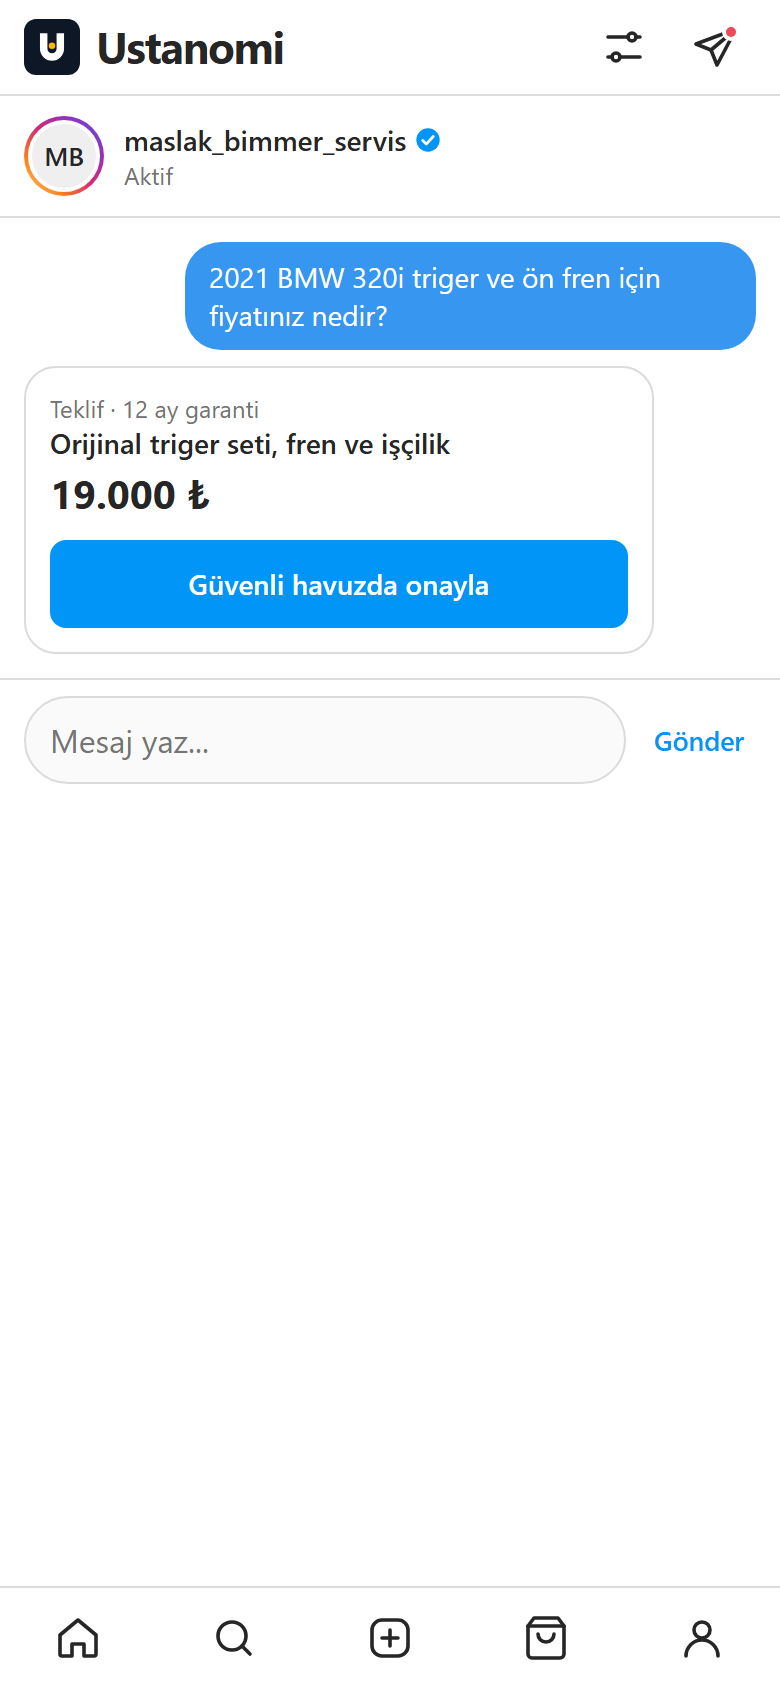 Ustanomi
MB
maslak_bimmer_servis
Aktif
2021 BMW 320i triger ve ön fren için
fiyatınız nedir?
Teklif · 12 ay garanti
Orijinal triger seti, fren ve işçilik
19.000 ₺
Güvenli havuzda onayla
Mesaj yaz...
Gönder